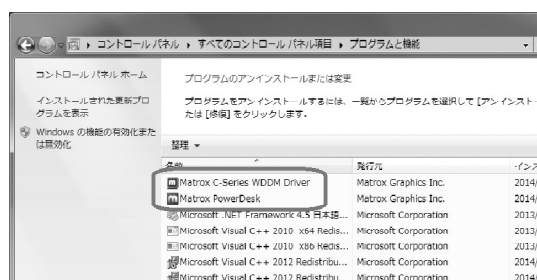 コントロール パネル ▸ すべてのコントロール パネル項目 ▸ プログラムと機能
コントロール パネル ホーム
インストールされた更新プロ
グラムを表示
Windows の機能の有効化また
は無効化
プログラムのアンインストールまたは変更
プログラムをアンインストールするには、一覧からプログラムを選択して [アンインスト
たは [修復] をクリックします。
整理 ▾
名前 発行元 インス
Matrox C-Series WDDM Driver Matrox Graphics Inc. 2014/
Matrox PowerDesk Matrox Graphics Inc. 2014/
Microsoft .NET Framework 4.5 日本語... Microsoft Corporation 2013/
Microsoft Visual C++ 2010 x64 Redis... Microsoft Corporation 2013/
Microsoft Visual C++ 2010 x86 Redis... Microsoft Corporation 2013/
Microsoft Visual C++ 2012 Redistribu... Microsoft Corporation 2014/
Microsoft Visual C++ 2012 Redistribu... Microsoft Corporation 2014/